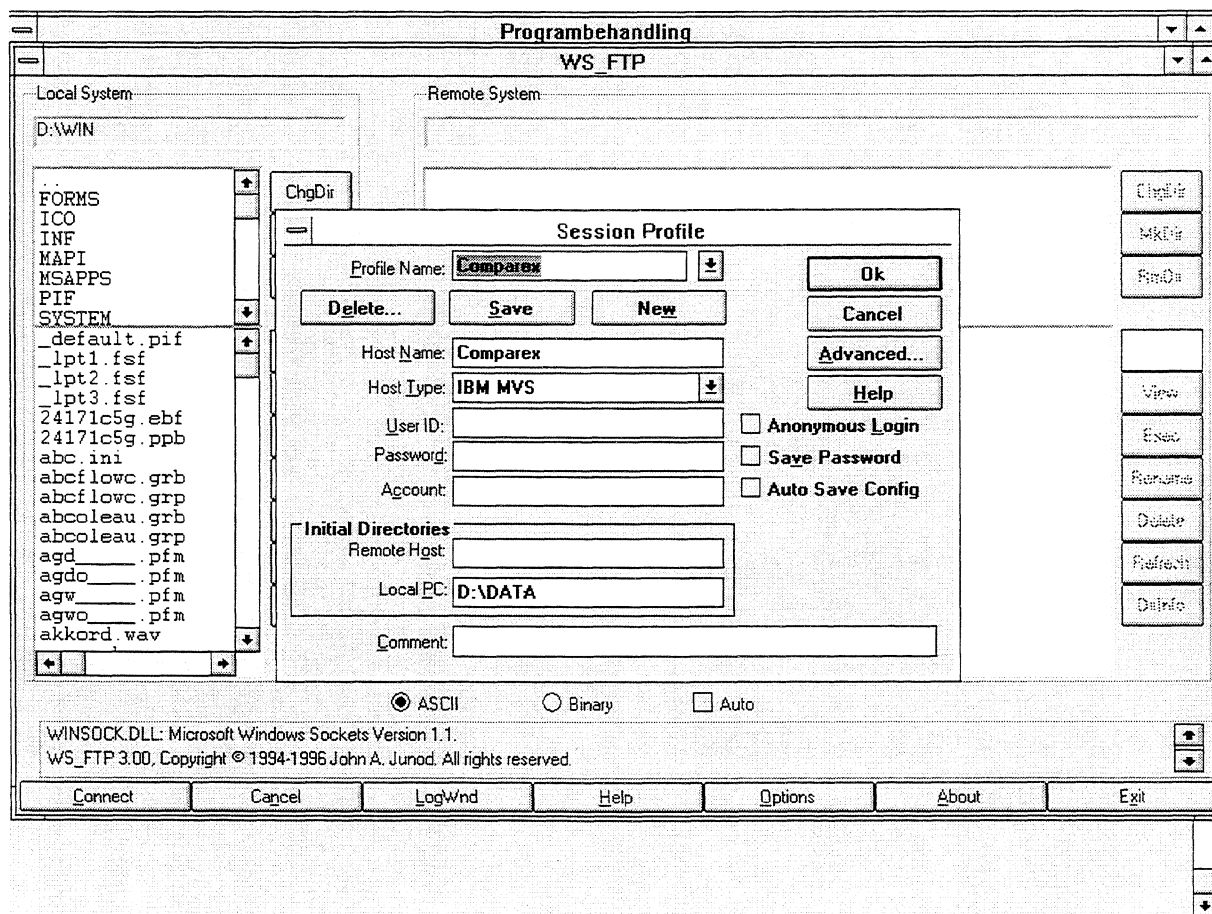 Programbehandling
WS_FTP
Local System
Remote System
D:\WIN
..
FORMS
ICO
INF
MAPI
MSAPPS
PIF
SYSTEM
ChgDir
ChgDir
MkDir
RmDir
_default.pif
_lpt1.fsf
_lpt2.fsf
_lpt3.fsf
24171c5g.ebf
24171c5g.ppb
abc.ini
abcflowc.grb
abcflowc.grp
abcoleau.grb
abcoleau.grp
agd_____.pfm
agdo____.pfm
agw_____.pfm
agwo____.pfm
akkord.wav
Session Profile
Profile Name: Comparex
Ok
Delete... Save New
Cancel
Host Name: Comparex
Advanced...
Host Type: IBM MVS
Help
User ID:
Anonymous Login
Password:
Save Password
Account:
Auto Save Config
Initial Directories
Remote Host:
Local PC: D:\DATA
Comment:
View
Exec
Rename
Delete
Refresh
DirInfo
ASCII Binary Auto
WINSOCK.DLL: Microsoft Windows Sockets Version 1.1.
WS_FTP 3.00, Copyright © 1994-1996 John A. Junod. All rights reserved.
Connect Cancel LogWnd Help Options About Exit